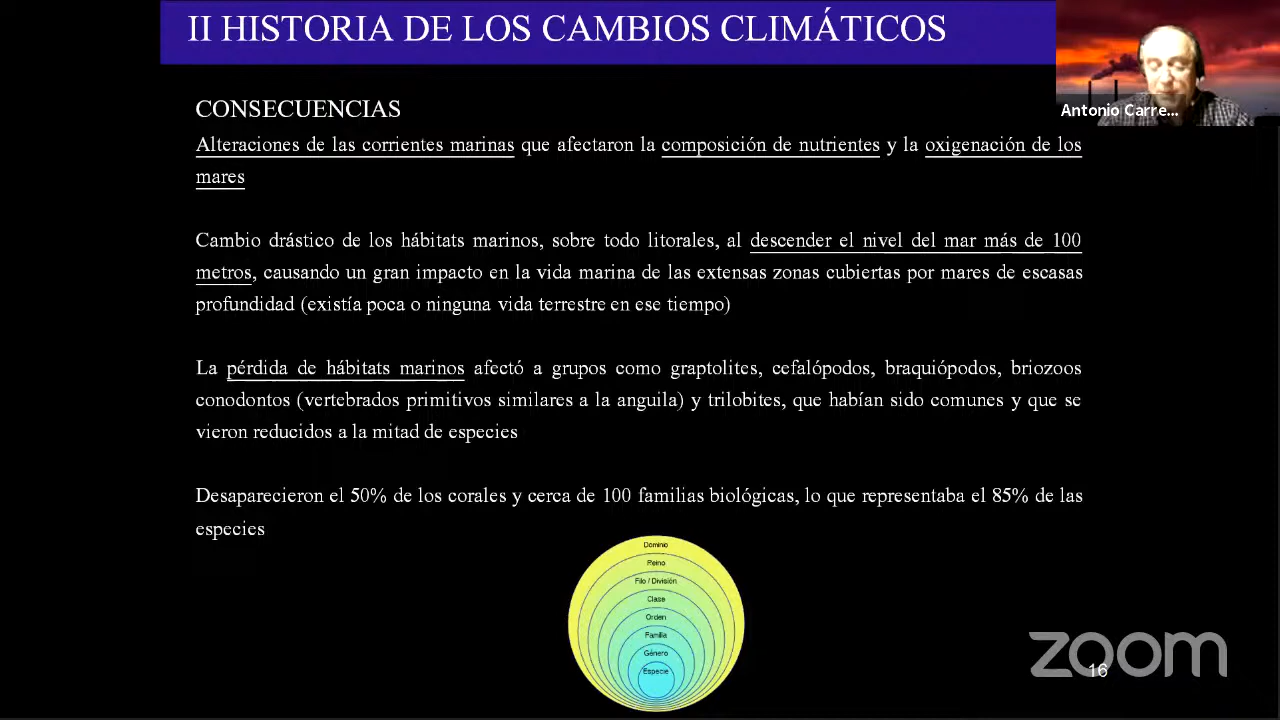 II HISTORIA DE LOS CAMBIOS CLIMÁTICOS
Antonio Carre...
CONSECUENCIAS
Alteraciones de las corrientes marinas que afectaron la composición de nutrientes y la oxigenación de los
mares
Cambio drástico de los hábitats marinos, sobre todo litorales, al descender el nivel del mar más de 100
metros, causando un gran impacto en la vida marina de las extensas zonas cubiertas por mares de escasas
profundidad (existía poca o ninguna vida terrestre en ese tiempo)
La pérdida de hábitats marinos afectó a grupos como graptolites, cefalópodos, braquiópodos, briozoos
conodontos (vertebrados primitivos similares a la anguila) y trilobites, que habían sido comunes y que se
vieron reducidos a la mitad de especies
Desaparecieron el 50% de los corales y cerca de 100 familias biológicas, lo que representaba el 85% de las
especies
Dominio
Reino
Filo / División
Clase
Orden
Familia
Género
Especie
zoom
16